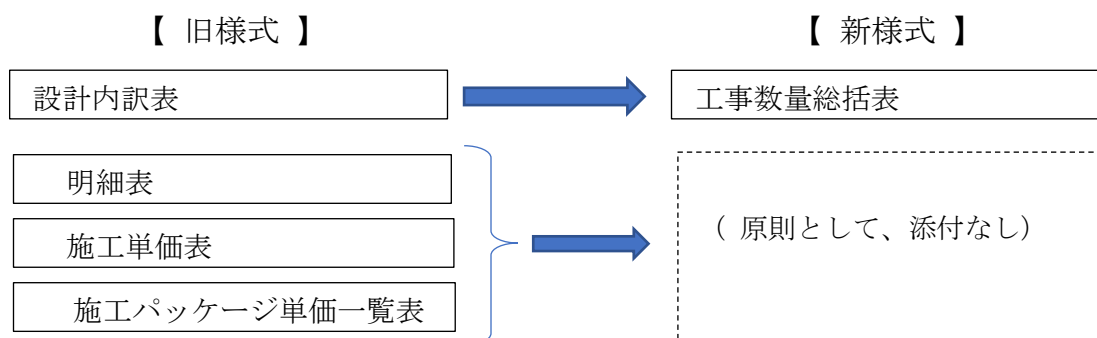 【 旧様式 】
【 新様式 】
設計内訳表
工事数量総括表
明細表
施工単価表
施工パッケージ単価一覧表
（ 原則として、添付なし）